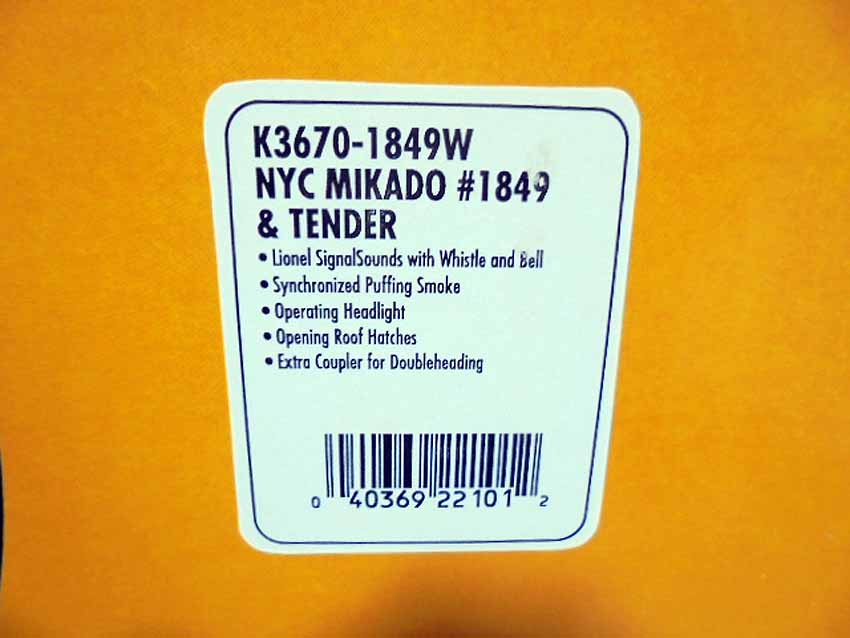 K3670-1849W
NYC MIKADO #1849
& TENDER
• Lionel SignalSounds with Whistle and Bell
• Synchronized Puffing Smoke
• Operating Headlight
• Opening Roof Hatches
• Extra Coupler for Doubleheading
0 40369 22101 2